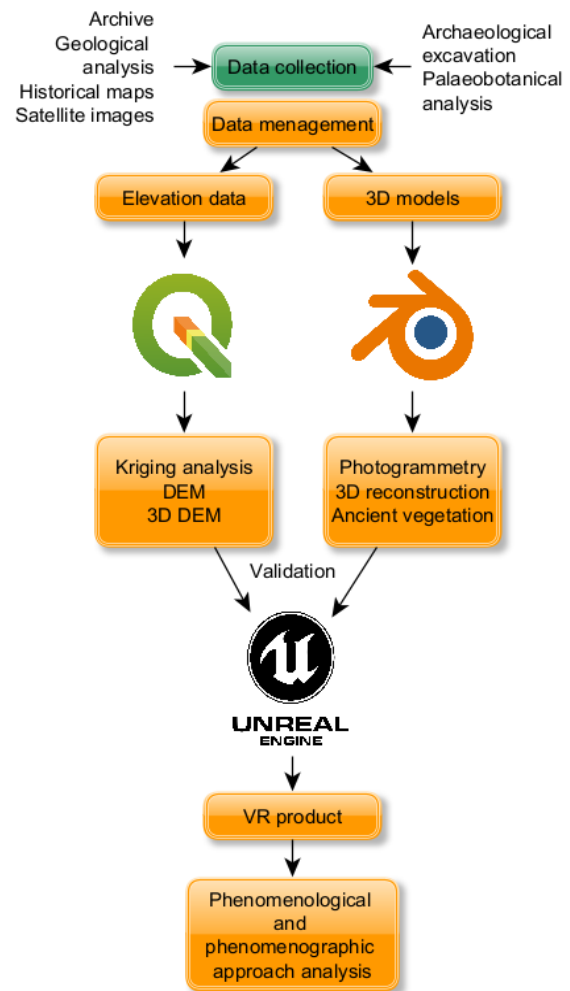 Archive
Geological
analysis
Historical maps
Satellite images
Data collection
Archaeological
excavation
Palaeobotanical
analysis
Data menagement
Elevation data
3D models
Kriging analysis
DEM
3D DEM
Photogrammetry
3D reconstruction
Ancient vegetation
Validation
UNREAL
ENGINE
VR product
Phenomenological
and
phenomenographic
approach analysis